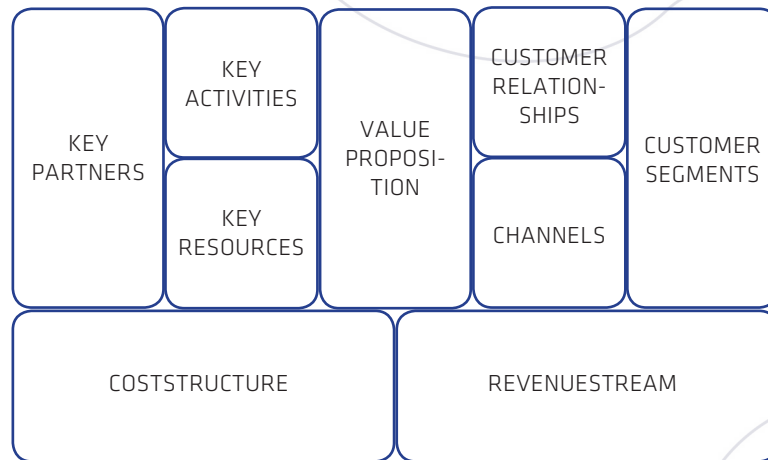 KEY
PARTNERS
KEY
ACTIVITIES
KEY
RESOURCES
VALUE
PROPOSI-
TION
CUSTOMER
RELATION-
SHIPS
CHANNELS
CUSTOMER
SEGMENTS
COSTSTRUCTURE
REVENUESTREAM